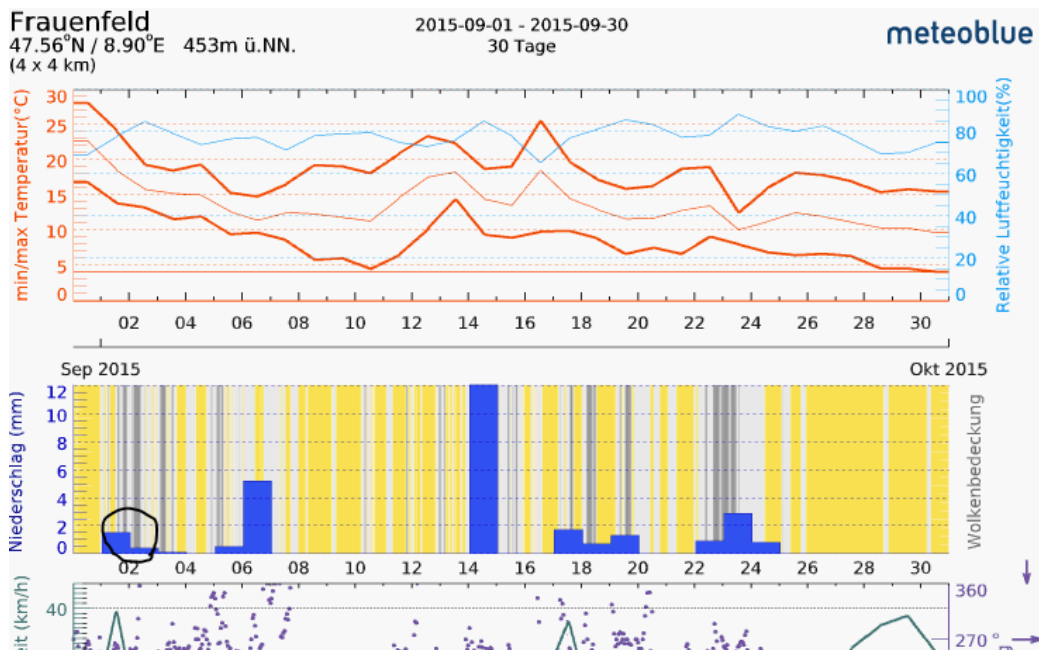 Frauenfeld
47.56°N / 8.90°E   453m ü.NN.
(4 x 4 km)
2015-09-01 - 2015-09-30
30 Tage
meteoblue
min/max Temperatur(°C)
30
25
20
15
10
5
0
100
80
60
40
20
0
Relative Luftfeuchtigkeit(%)
02 04 06 08 10 12 14 16 18 20 22 24 26 28 30
Sep 2015
Okt 2015
Niederschlag (mm)
12
10
8
6
4
2
0
Wolkenbedeckung
02 04 06 08 10 12 14 16 18 20 22 24 26 28 30
eit (km/h)
40
360
270 °